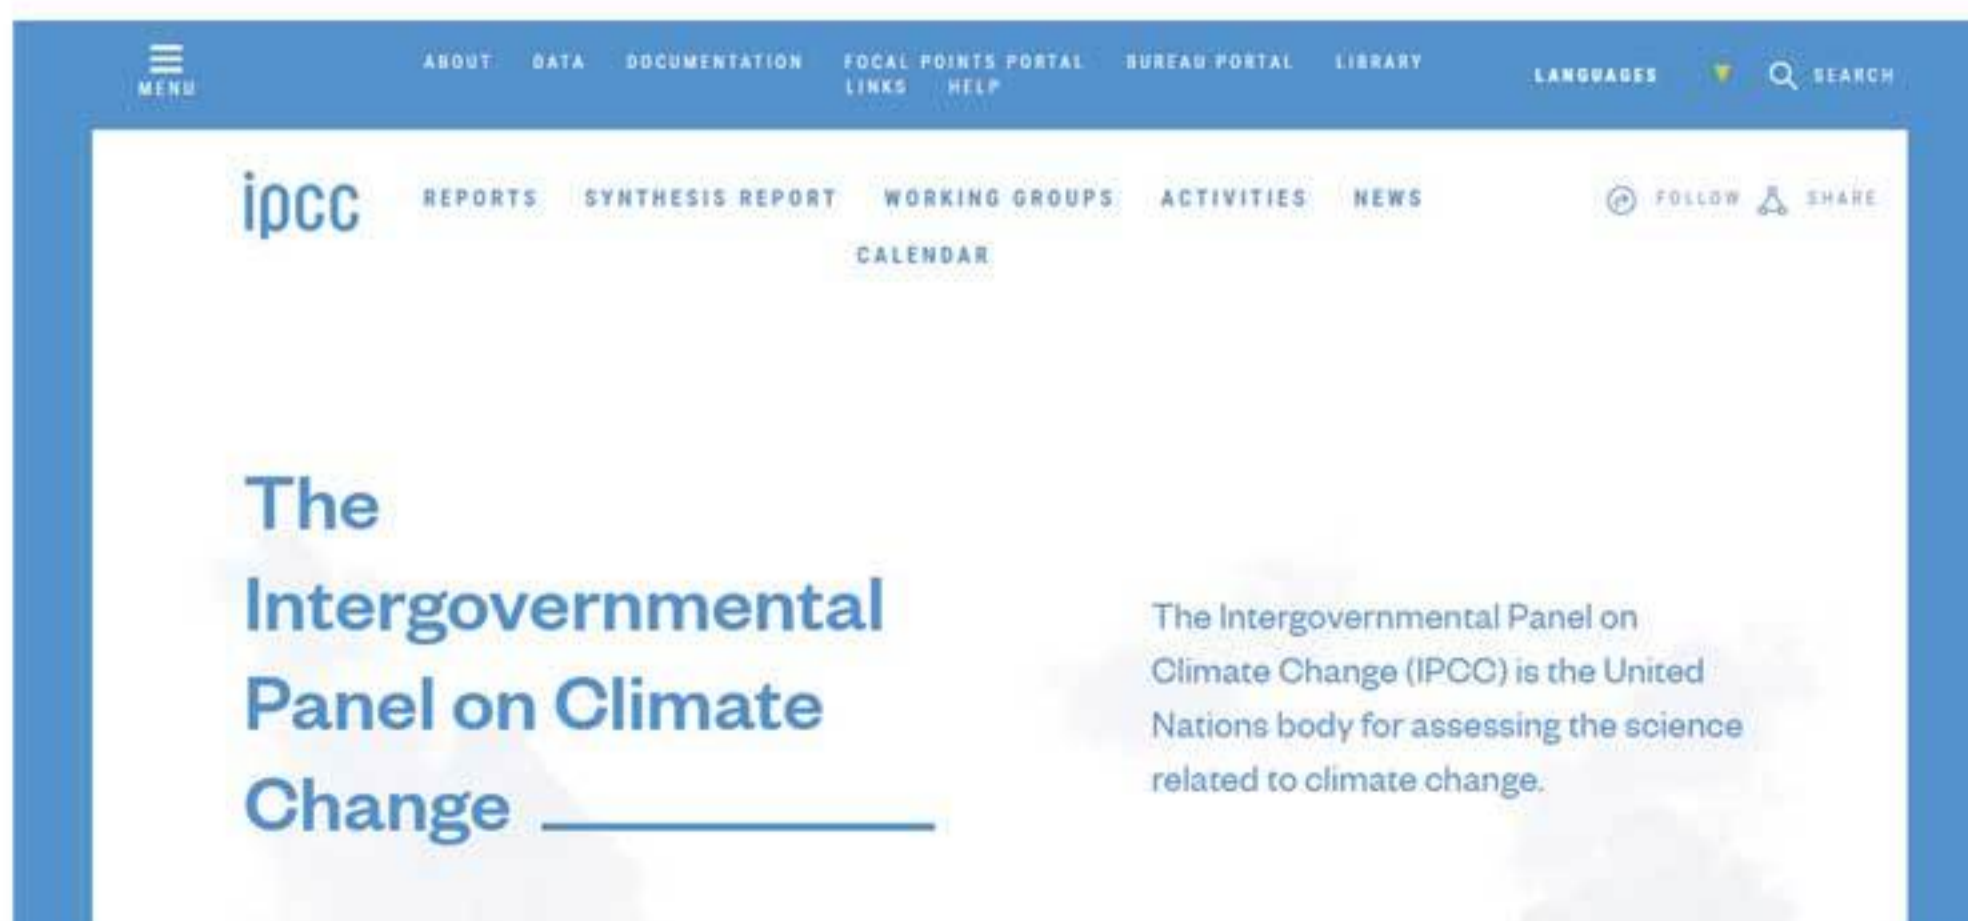 MENU
ABOUT DATA DOCUMENTATION FOCAL POINTS PORTAL BUREAU PORTAL LIBRARY
LINKS HELP
LANGUAGES SEARCH
ipcc REPORTS SYNTHESIS REPORT WORKING GROUPS ACTIVITIES NEWS
CALENDAR
FOLLOW SHARE
The
Intergovernmental
Panel on Climate
Change
The Intergovernmental Panel on
Climate Change (IPCC) is the United
Nations body for assessing the science
related to climate change.